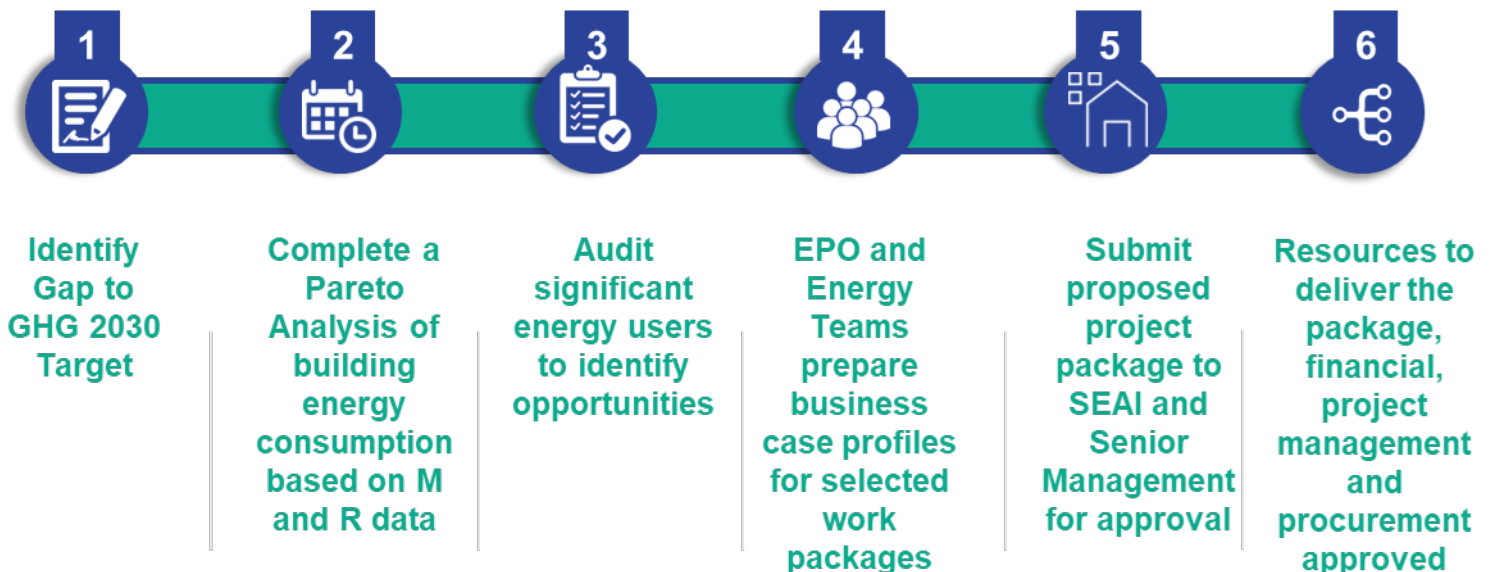 1
Identify
Gap to
GHG 2030
Target
2
Complete a
Pareto
Analysis of
building
energy
consumption
based on M
and R data
3
Audit
significant
energy users
to identify
opportunities
4
EPO and
Energy
Teams
prepare
business
case profiles
for selected
work
packages
5
Submit
proposed
project
package to
SEAI and
Senior
Management
for approval
6
Resources to
deliver the
package,
financial,
project
management
and
procurement
approved